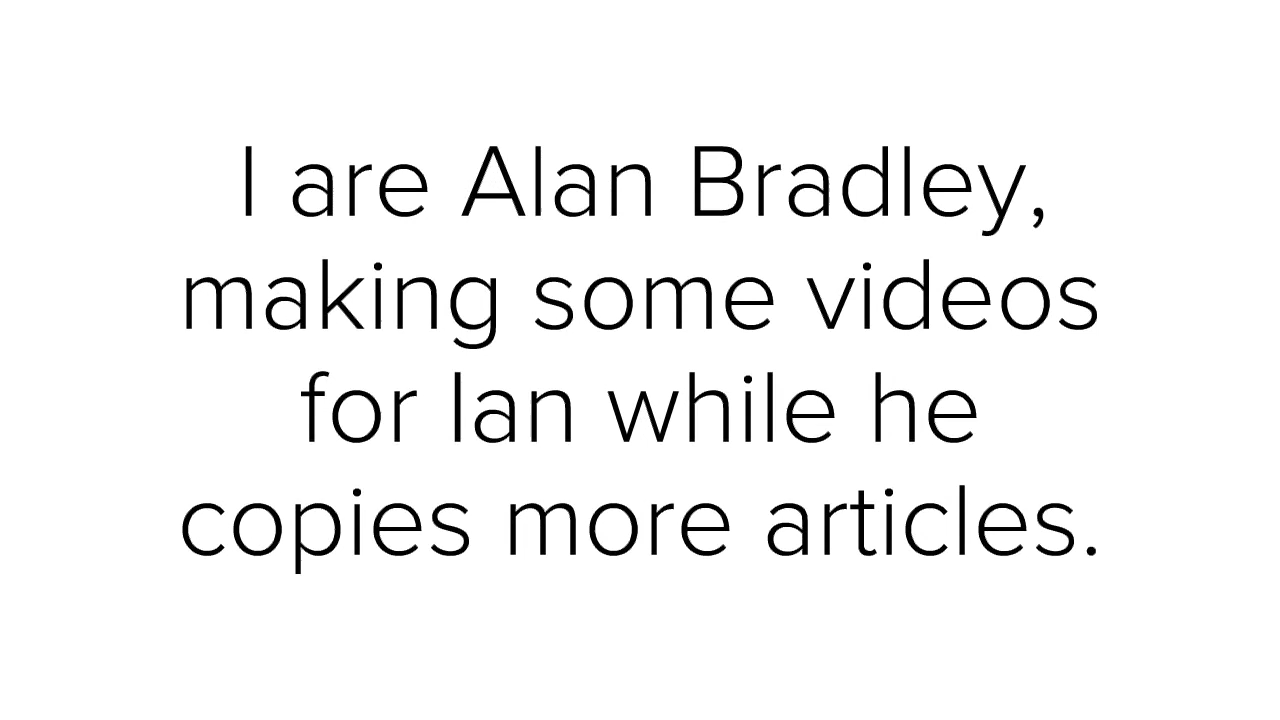 I are Alan Bradley,
making some videos
for Ian while he
copies more articles.